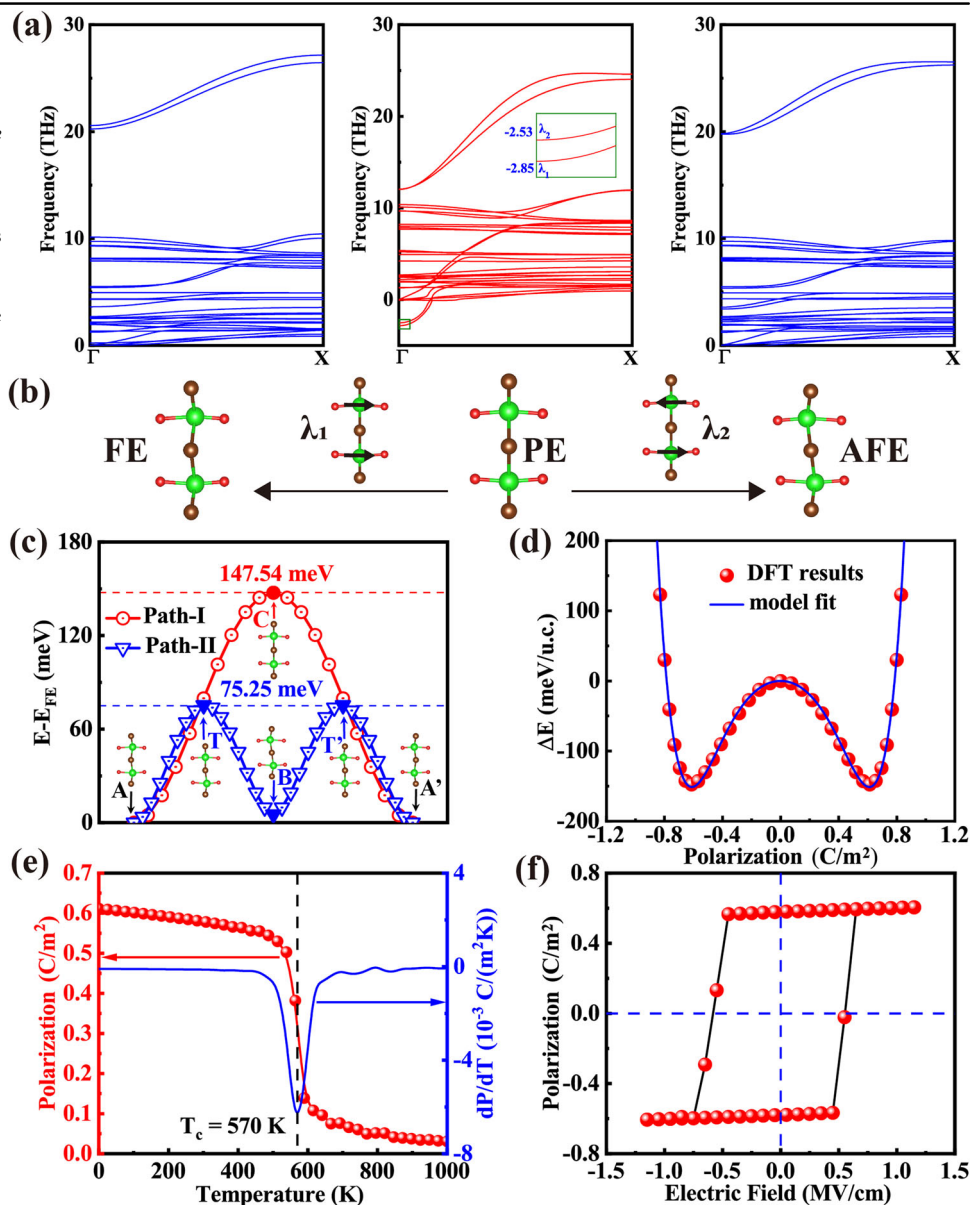 (a)
30
20
10
0
Frequency (THz)
Γ
X
30
20
10
0
Frequency (THz)
-2.53 λ2
-2.85 λ1
Γ
X
30
20
10
0
Frequency (THz)
Γ
X
(b)
FE
λ1
PE
λ2
AFE
(c)
180
120
60
0
E-EFE (meV)
147.54 meV
Path-I
Path-II
C
75.25 meV
T
B
T'
A
A'
(d)
200
100
0
-100
-200
ΔE (meV/u.c.)
DFT results
model fit
-1.2 -0.8 -0.4 0.0 0.4 0.8 1.2
Polarization (C/m²)
(e)
0.7
0.6
0.5
0.4
0.3
0.2
0.1
0.0
Polarization (C/m²)
4
0
-4
-8
dP/dT (10⁻³ C/(m²K))
Tc = 570 K
0 200 400 600 800 1000
Temperature (K)
(f)
0.8
0.4
0.0
-0.4
-0.8
Polarization (C/m²)
-1.5 -1.0 -0.5 0.0 0.5 1.0 1.5
Electric Field (MV/cm)